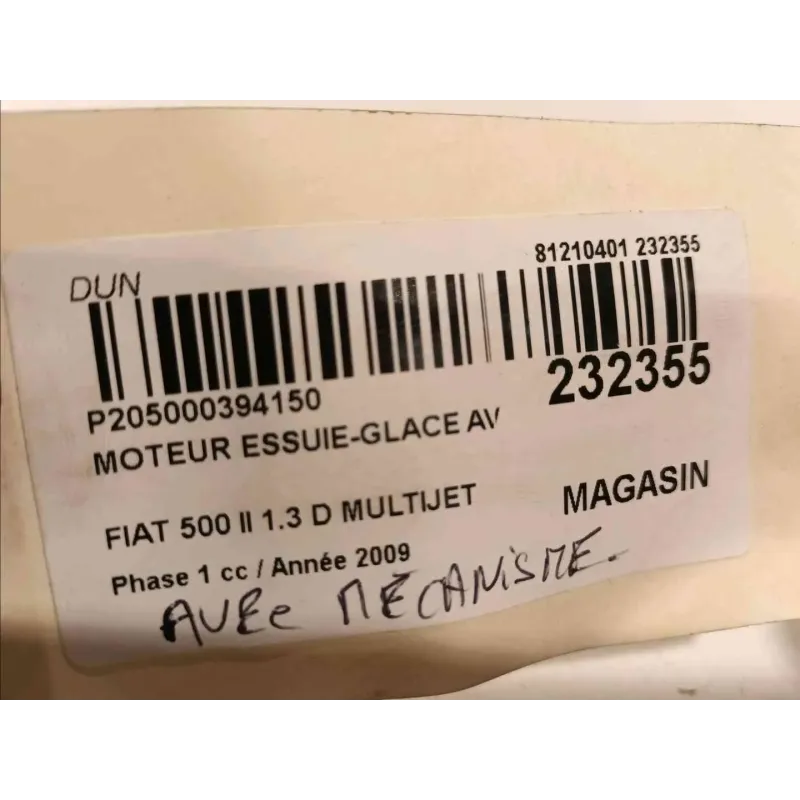 DUN
81210401 232355
P205000394150
232355
MOTEUR ESSUIE-GLACE AV
FIAT 500 II 1.3 D MULTIJET
MAGASIN
Phase 1 cc / Année 2009
AVEc MÉCANiSME.